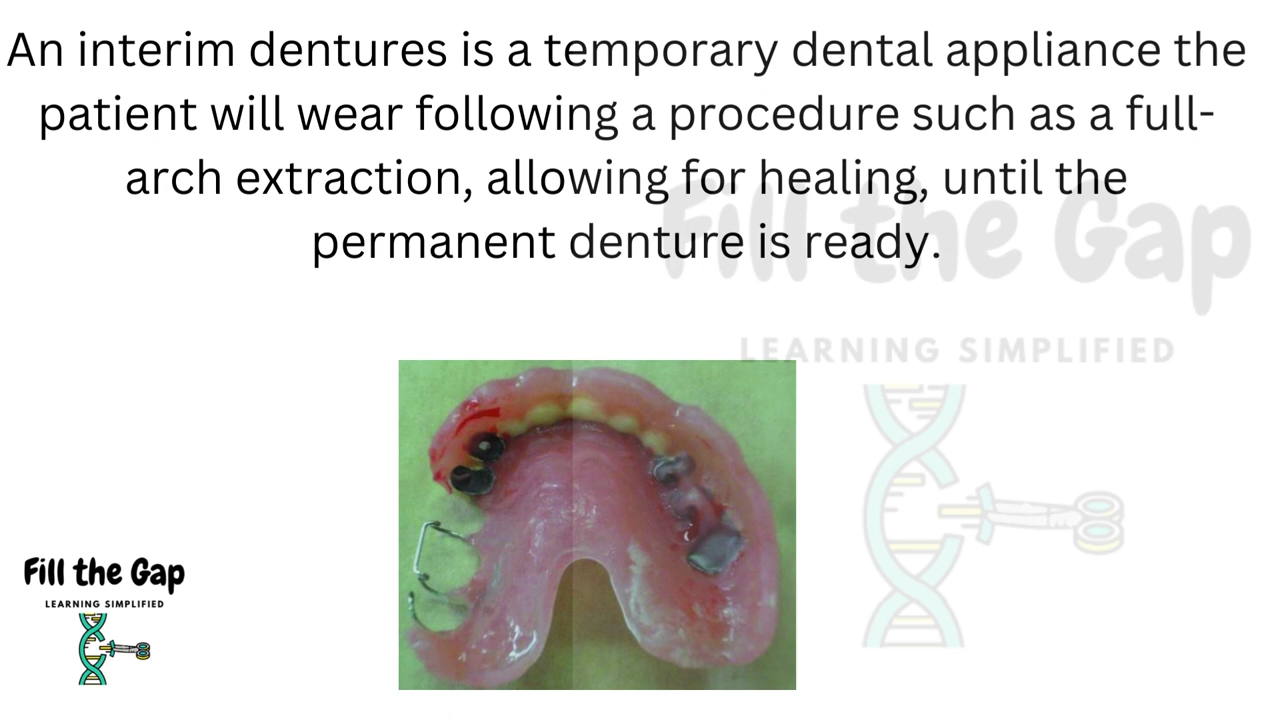 An interim dentures is a temporary dental appliance the
patient will wear following a procedure such as a full-
arch extraction, allowing for healing, until the
permanent denture is ready.
Fill the Gap
LEARNING SIMPLIFIED
Fill the Gap
LEARNING SIMPLIFIED